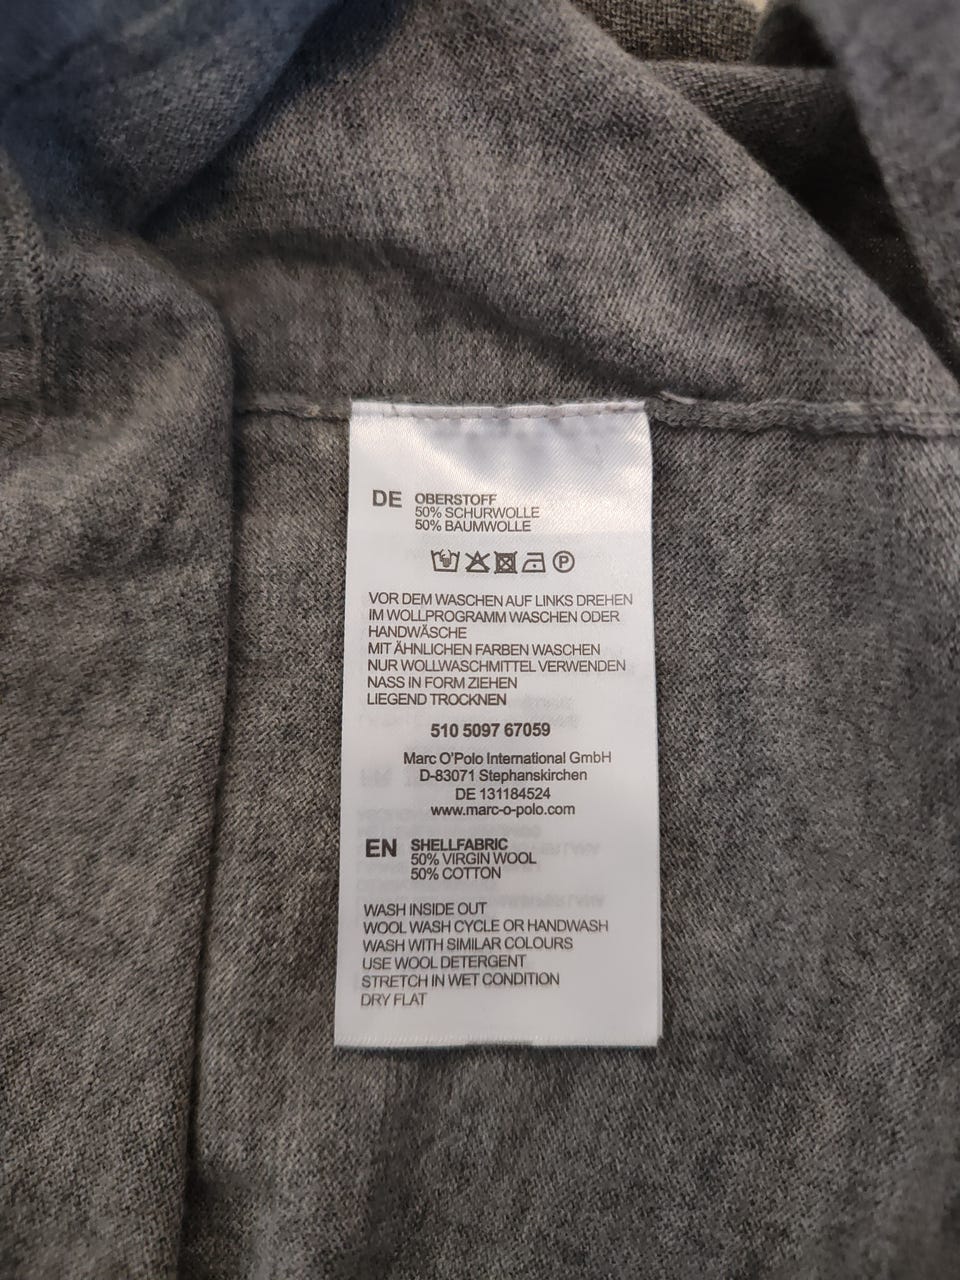 DE OBERSTOFF
50% SCHURWOLLE
50% BAUMWOLLE
P
VOR DEM WASCHEN AUF LINKS DREHEN
IM WOLLPROGRAMM WASCHEN ODER
HANDWÄSCHE
MIT ÄHNLICHEN FARBEN WASCHEN
NUR WOLLWASCHMITTEL VERWENDEN
NASS IN FORM ZIEHEN
LIEGEND TROCKNEN
510 5097 67059
Marc O'Polo International GmbH
D-83071 Stephanskirchen
DE 131184524
www.marc-o-polo.com
EN SHELLFABRIC
50% VIRGIN WOOL
50% COTTON
WASH INSIDE OUT
WOOL WASH CYCLE OR HANDWASH
WASH WITH SIMILAR COLOURS
USE WOOL DETERGENT
STRETCH IN WET CONDITION
DRY FLAT